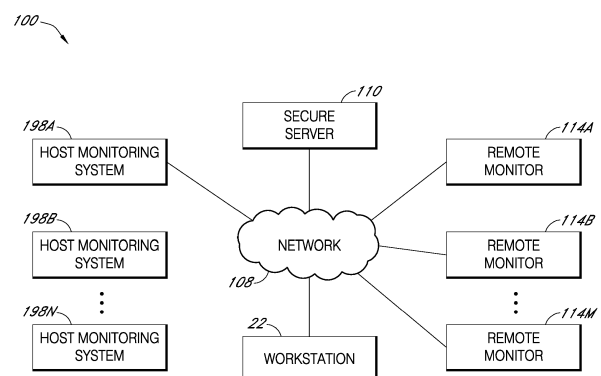 100
110
SECURE
SERVER
198A
HOST MONITORING
SYSTEM
114A
REMOTE
MONITOR
198B
HOST MONITORING
SYSTEM
NETWORK
108
114B
REMOTE
MONITOR
198N
HOST MONITORING
SYSTEM
22
WORKSTATION
114M
REMOTE
MONITOR